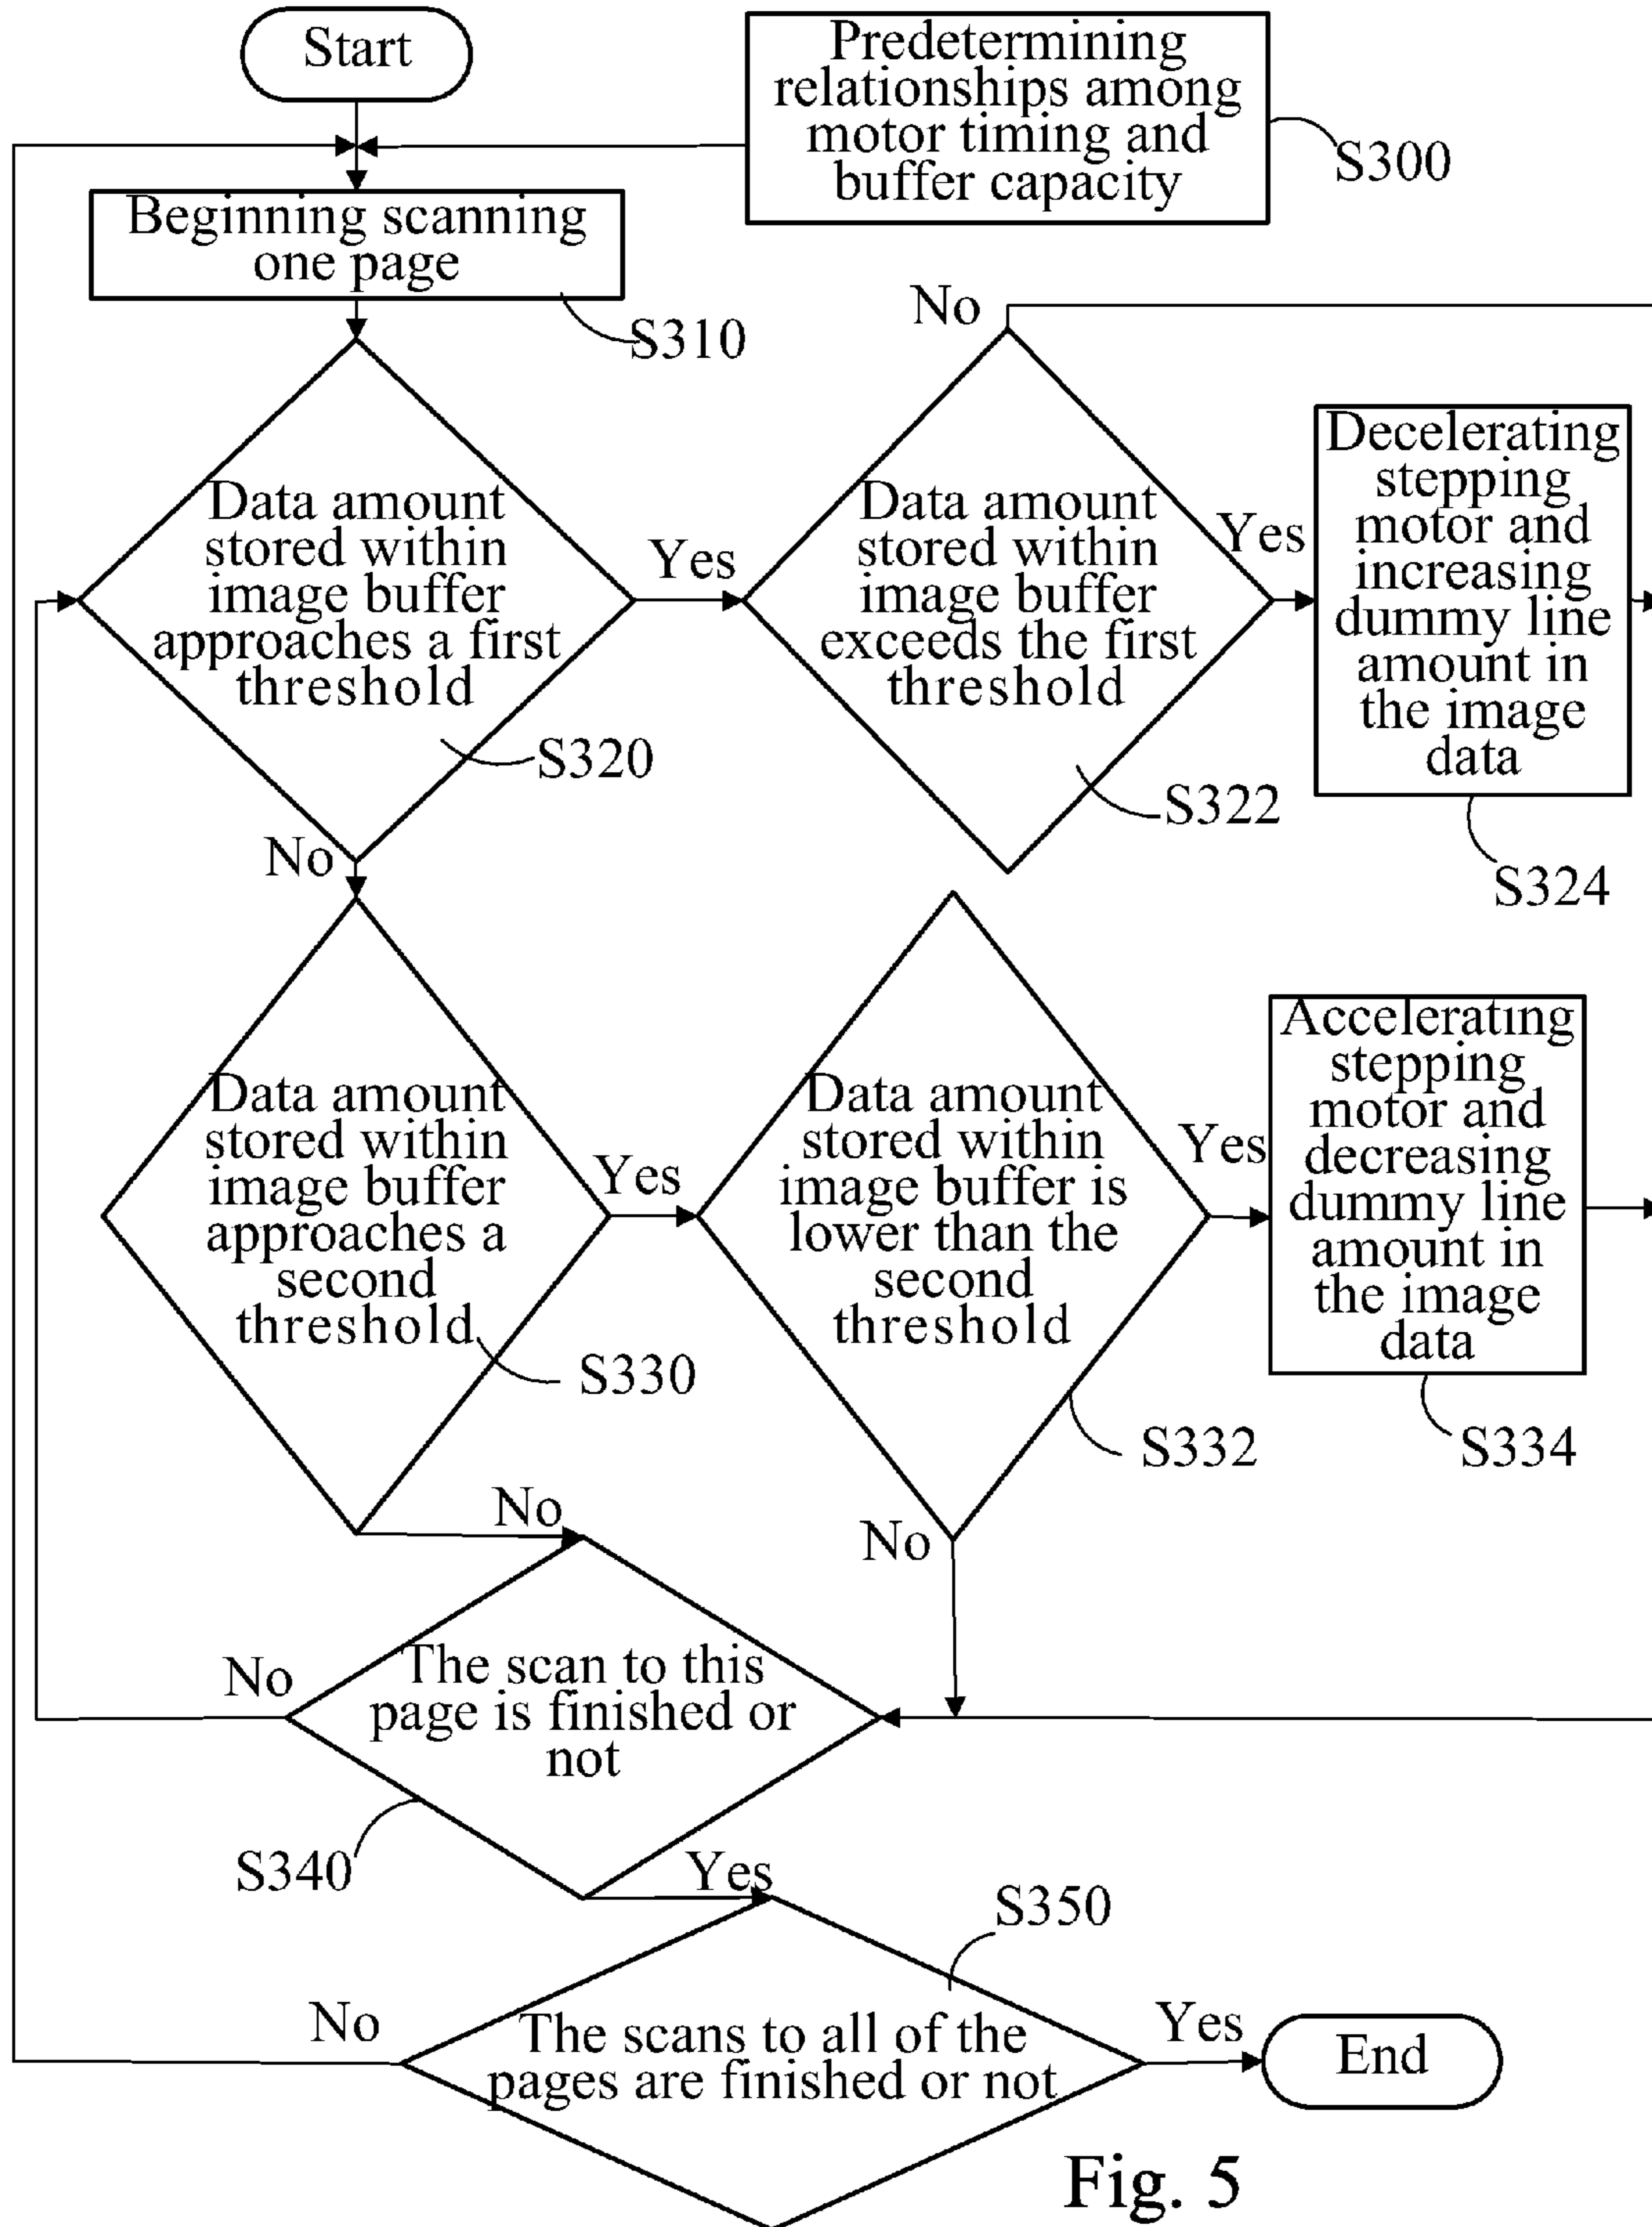 Start
Predetermining
relationships among
motor timing and
buffer capacity
S300
Beginning scanning
one page
S310
No
Data amount
stored within
image buffer
approaches a first
threshold
S320
Yes
Data amount
stored within
image buffer
exceeds the first
threshold
S322
Yes
Decelerating
stepping
motor and
increasing
dummy line
amount in
the image
data
S324
No
Data amount
stored within
image buffer
approaches a
second
threshold
S330
Yes
Data amount
stored within
image buffer is
lower than the
second
threshold
S332
Yes
Accelerating
stepping
motor and
decreasing
dummy line
amount in
the image
data
S334
No
No
No
The scan to this
page is finished or
not
S340
Yes
S350
No
The scans to all of the
pages are finished or not
Yes
End
Fig. 5